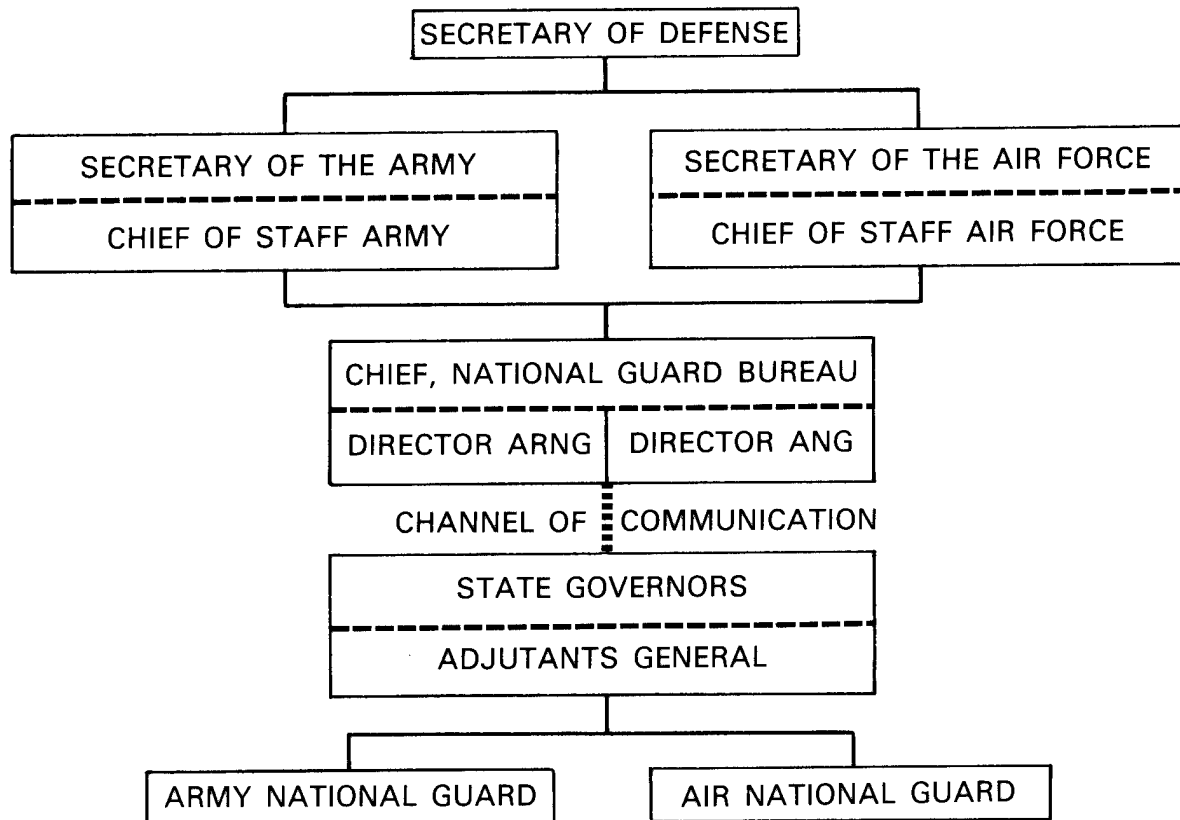 SECRETARY OF DEFENSE
SECRETARY OF THE ARMY
CHIEF OF STAFF ARMY
SECRETARY OF THE AIR FORCE
CHIEF OF STAFF AIR FORCE
CHIEF, NATIONAL GUARD BUREAU
DIRECTOR ARNG
DIRECTOR ANG
CHANNEL OF COMMUNICATION
STATE GOVERNORS
ADJUTANTS GENERAL
ARMY NATIONAL GUARD
AIR NATIONAL GUARD